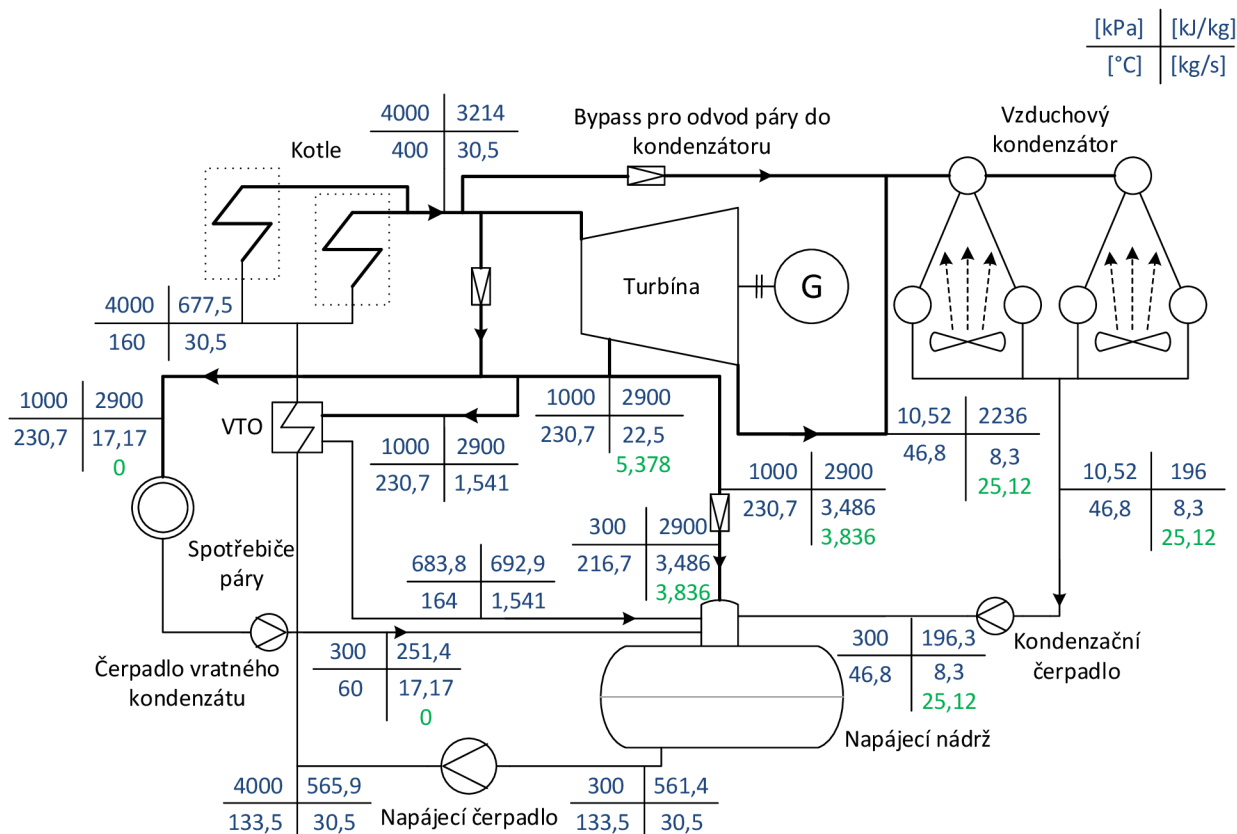 [kPa] [kJ/kg]
[°C] [kg/s]
4000 3214
400 30,5
Bypass pro odvod páry do
kondenzátoru
Vzduchový
kondenzátor
Kotle
Turbína
G
4000 677,5
160 30,5
1000 2900
230,7 17,17
0
VTO
1000 2900
230,7 1,541
1000 2900
230,7 22,5
5,378
10,52 2236
46,8 8,3
25,12
10,52 196
46,8 8,3
25,12
1000 2900
230,7 3,486
3,836
300 2900
216,7 3,486
3,836
Spotřebiče
páry
683,8 692,9
164 1,541
Čerpadlo vratného
kondenzátu
300 251,4
60 17,17
0
300 196,3
46,8 8,3
25,12
Kondenzační
čerpadlo
Napájecí nádrž
4000 565,9
133,5 30,5
Napájecí čerpadlo
300 561,4
133,5 30,5